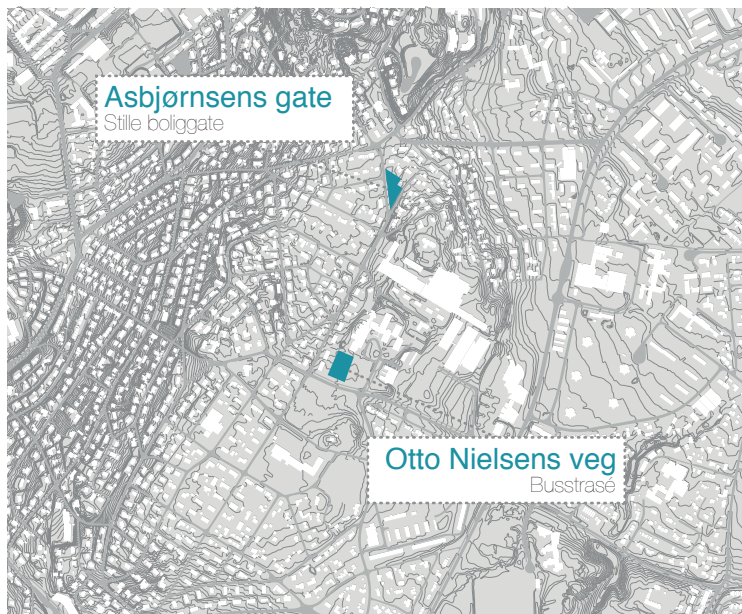 Asbjørnsens gate
Stille boliggate
Otto Nielsens veg
Busstrasé